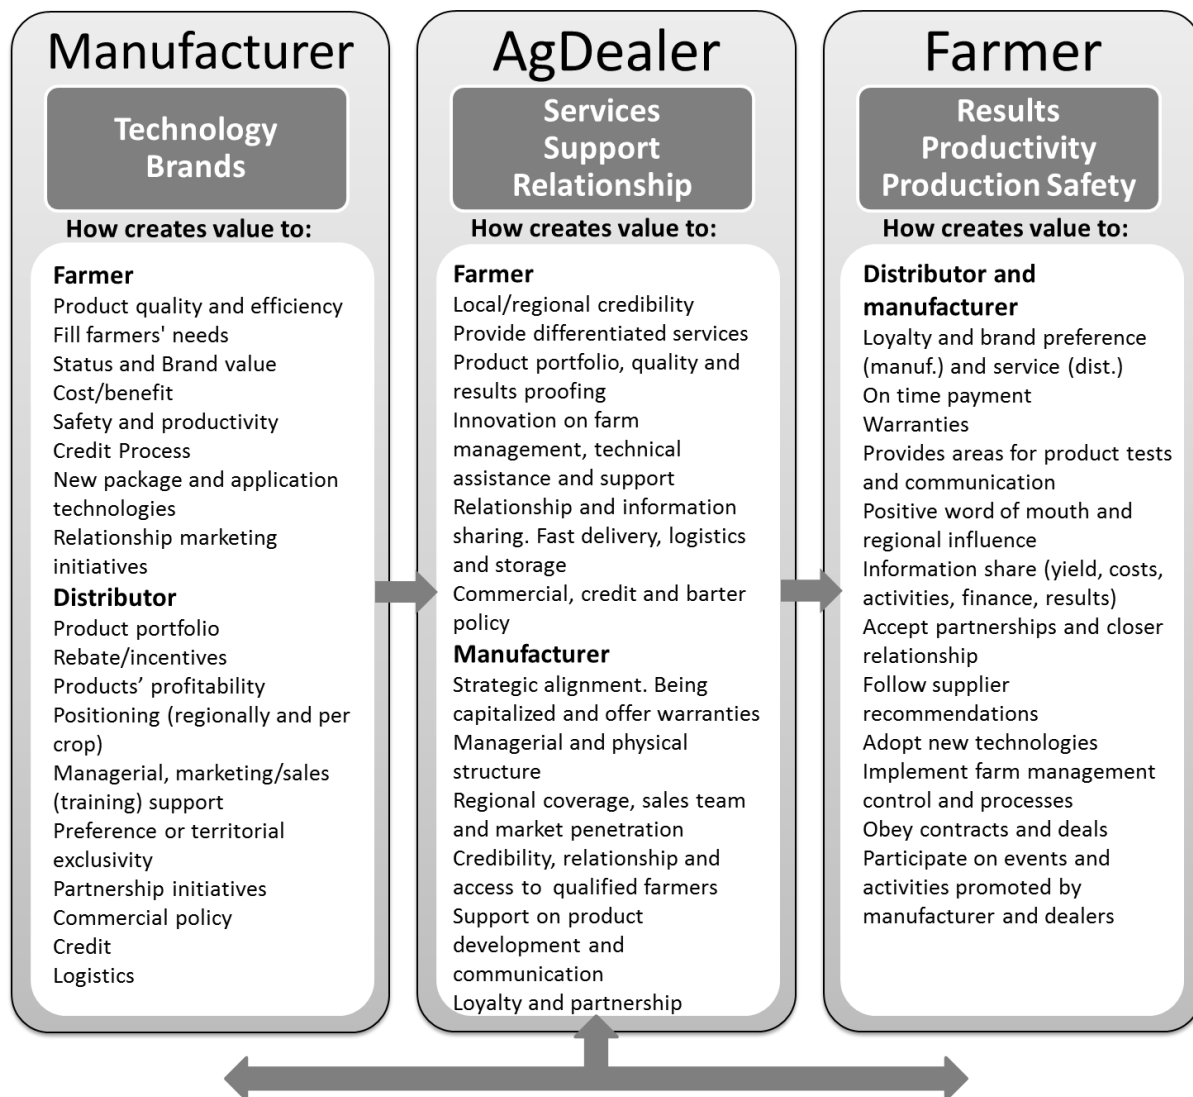 Manufacturer
Technology
Brands
How creates value to:
Farmer
Product quality and efficiency
Fill farmers' needs
Status and Brand value
Cost/benefit
Safety and productivity
Credit Process
New package and application
technologies
Relationship marketing
initiatives
Distributor
Product portfolio
Rebate/incentives
Products’ profitability
Positioning (regionally and per
crop)
Managerial, marketing/sales
(training) support
Preference or territorial
exclusivity
Partnership initiatives
Commercial policy
Credit
Logistics
AgDealer
Services
Support
Relationship
How creates value to:
Farmer
Local/regional credibility
Provide differentiated services
Product portfolio, quality and
results proofing
Innovation on farm
management, technical
assistance and support
Relationship and information
sharing. Fast delivery, logistics
and storage
Commercial, credit and barter
policy
Manufacturer
Strategic alignment. Being
capitalized and offer warranties
Managerial and physical
structure
Regional coverage, sales team
and market penetration
Credibility, relationship and
access to qualified farmers
Support on product
development and
communication
Loyalty and partnership
Farmer
Results
Productivity
Production Safety
How creates value to:
Distributor and
manufacturer
Loyalty and brand preference
(manuf.) and service (dist.)
On time payment
Warranties
Provides areas for product tests
and communication
Positive word of mouth and
regional influence
Information share (yield, costs,
activities, finance, results)
Accept partnerships and closer
relationship
Follow supplier
recommendations
Adopt new technologies
Implement farm management
control and processes
Obey contracts and deals
Participate on events and
activities promoted by
manufacturer and dealers